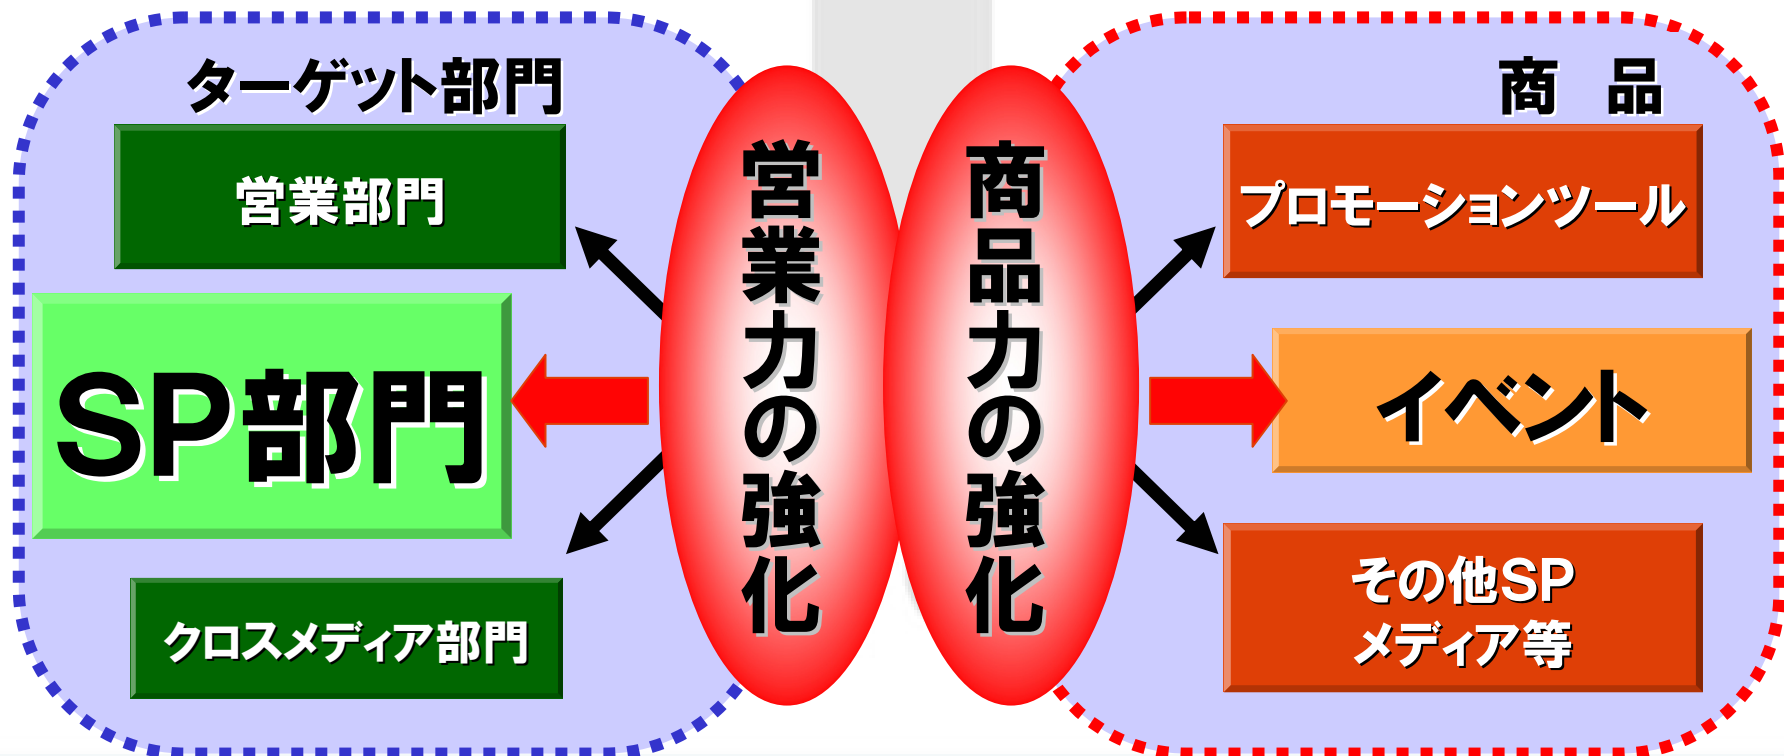 ターゲット部門
営業部門
SP部門
クロスメディア部門
営業力の強化
商品力の強化
商　品
プロモーションツール
イベント
その他SP
メディア等